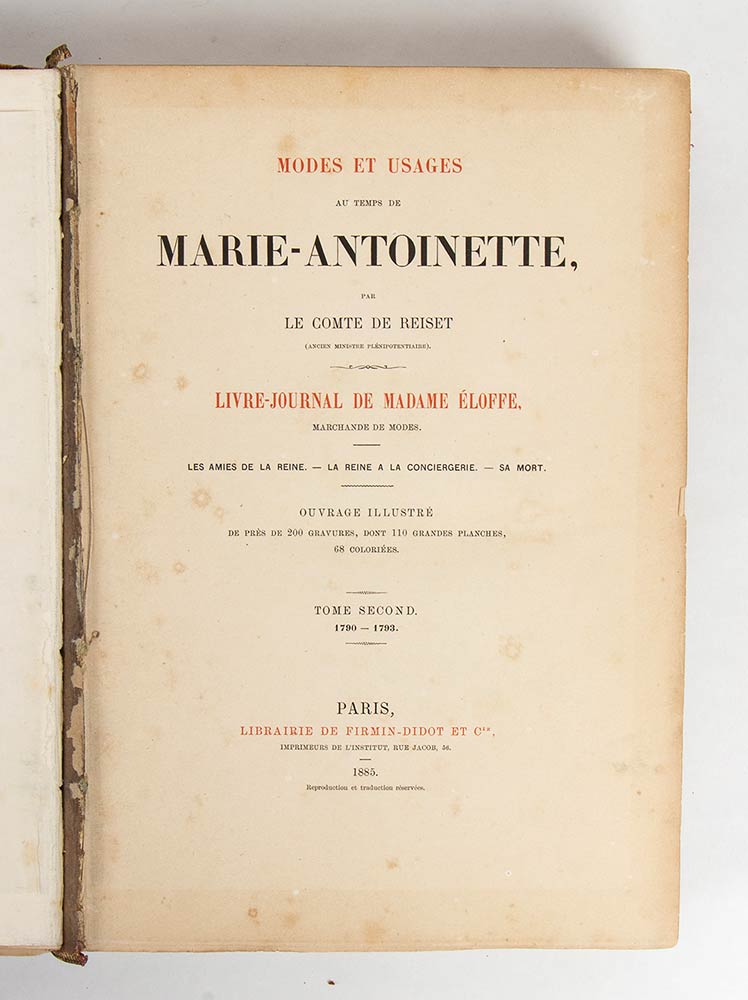 MODES ET USAGES
AU TEMPS DE
MARIE-ANTOINETTE,
PAR
LE COMTE DE REISET
(ANCIEN MINISTRE PLÉNIPOTENTIAIRE).
LIVRE-JOURNAL DE MADAME ÉLOFFE,
MARCHANDE DE MODES.
LES AMIES DE LA REINE. — LA REINE A LA CONCIERGERIE. — SA MORT.
OUVRAGE ILLUSTRÉ
DE PRÈS DE 200 GRAVURES, DONT 110 GRANDES PLANCHES,
68 COLORIÉES.
TOME SECOND.
1790 — 1793.
PARIS,
LIBRAIRIE DE FIRMIN-DIDOT ET Cie,
IMPRIMEURS DE L'INSTITUT, RUE JACOB, 56.
1885.
Reproduction et traduction réservées.